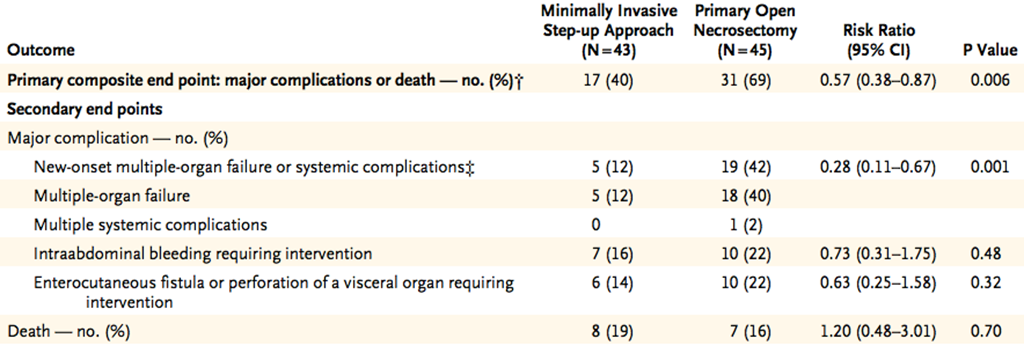 Outcome Minimally Invasive Step-up Approach (N=43) Primary Open Necrosectomy (N=45) Risk Ratio (95% CI) P Value
Primary composite end point: major complications or death — no. (%)† 17 (40) 31 (69) 0.57 (0.38–0.87) 0.006
Secondary end points
Major complication — no. (%)
New-onset multiple-organ failure or systemic complications‡ 5 (12) 19 (42) 0.28 (0.11–0.67) 0.001
Multiple-organ failure 5 (12) 18 (40)
Multiple systemic complications 0 1 (2)
Intraabdominal bleeding requiring intervention 7 (16) 10 (22) 0.73 (0.31–1.75) 0.48
Enterocutaneous fistula or perforation of a visceral organ requiring 6 (14) 10 (22) 0.63 (0.25–1.58) 0.32
intervention
Death — no. (%) 8 (19) 7 (16) 1.20 (0.48–3.01) 0.70